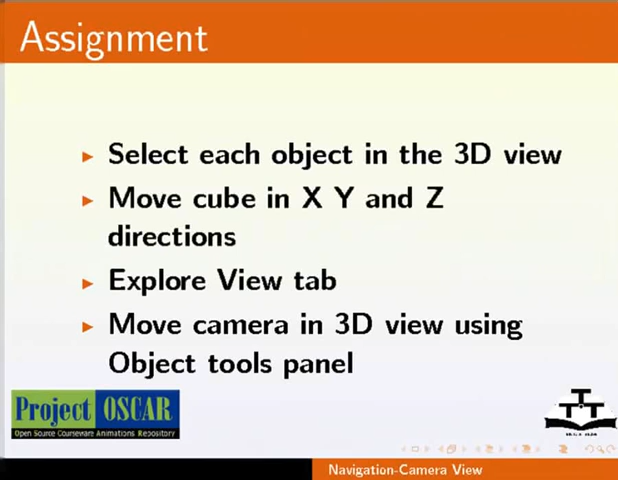 Assignment
Select each object in the 3D view
Move cube in X Y and Z
directions
Explore View tab
Move camera in 3D view using
Object tools panel
Project OSCAR
Open Source Courseware Animations Repository
Navigation-Camera View